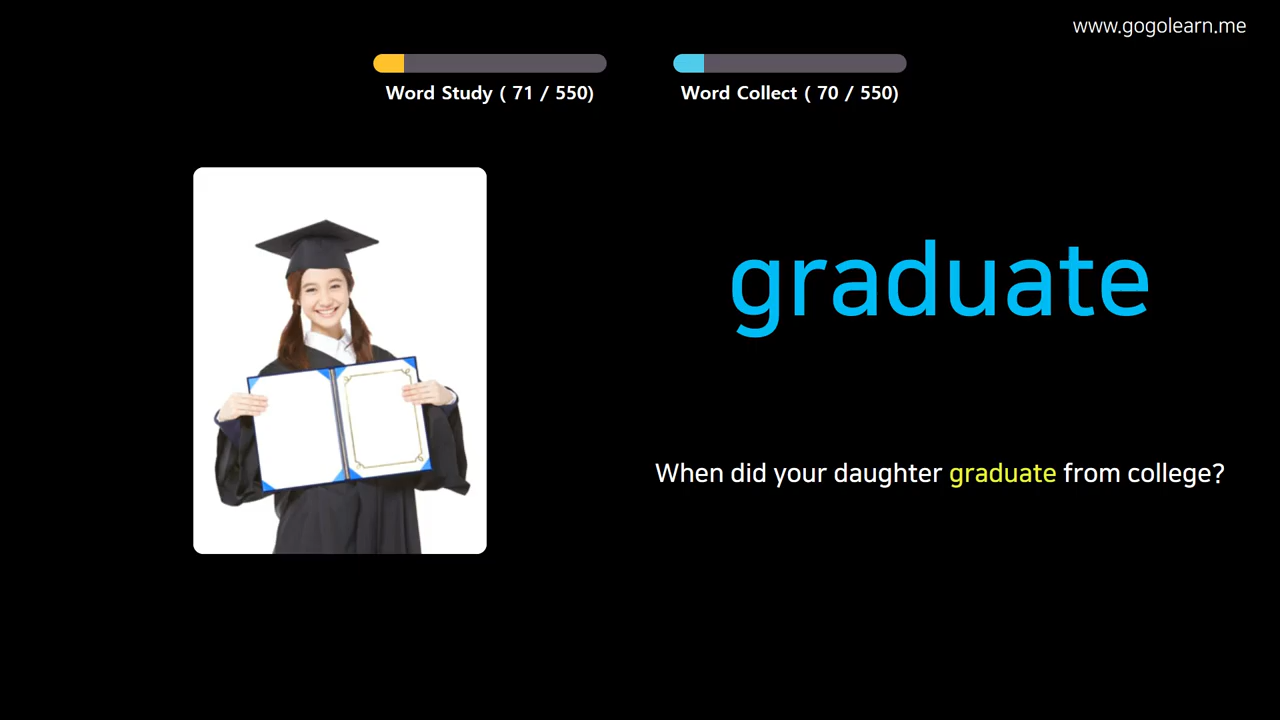 www.gogolearn.me
Word Study ( 71 / 550)
Word Collect ( 70 / 550)
graduate
When did your daughter graduate from college?